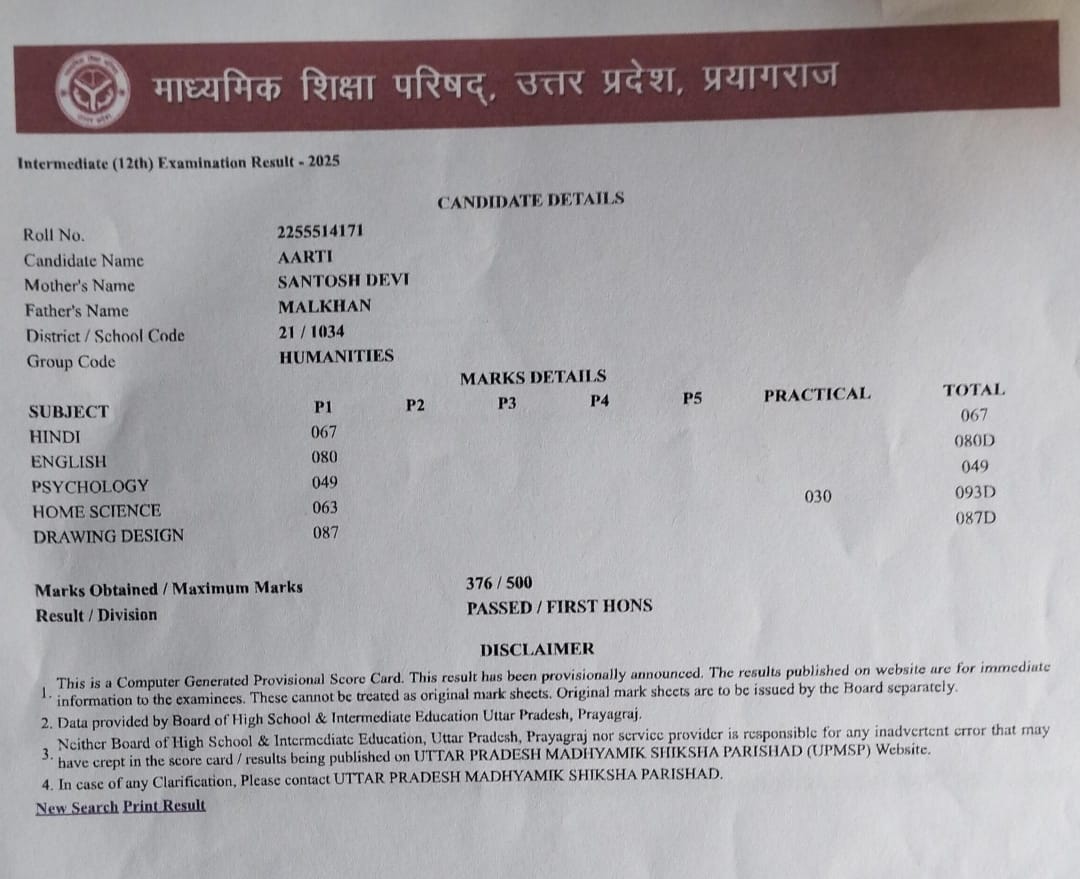 माध्यमिक शिक्षा परिषद्, उत्तर प्रदेश, प्रयागराज
Intermediate (12th) Examination Result - 2025
CANDIDATE DETAILS
Roll No. 2255514171
Candidate Name AARTI
Mother's Name SANTOSH DEVI
Father's Name MALKHAN
District / School Code 21 / 1034
Group Code HUMANITIES
MARKS DETAILS
SUBJECT P1 P2 P3 P4 P5 PRACTICAL TOTAL
HINDI 067 067
ENGLISH 080 080D
PSYCHOLOGY 049 049
HOME SCIENCE 063 030 093D
DRAWING DESIGN 087 087D
Marks Obtained / Maximum Marks 376 / 500
Result / Division PASSED / FIRST HONS
DISCLAIMER
1. This is a Computer Generated Provisional Score Card. This result has been provisionally announced. The results published on website are for immediate
information to the examinees. These cannot be treated as original mark sheets. Original mark sheets are to be issued by the Board separately.
2. Data provided by Board of High School & Intermediate Education Uttar Pradesh, Prayagraj.
3. Neither Board of High School & Intermediate Education, Uttar Pradesh, Prayagraj nor service provider is responsible for any inadvertent error that may
have crept in the score card / results being published on UTTAR PRADESH MADHYAMIK SHIKSHA PARISHAD (UPMSP) Website.
4. In case of any Clarification, Please contact UTTAR PRADESH MADHYAMIK SHIKSHA PARISHAD.
New Search Print Result